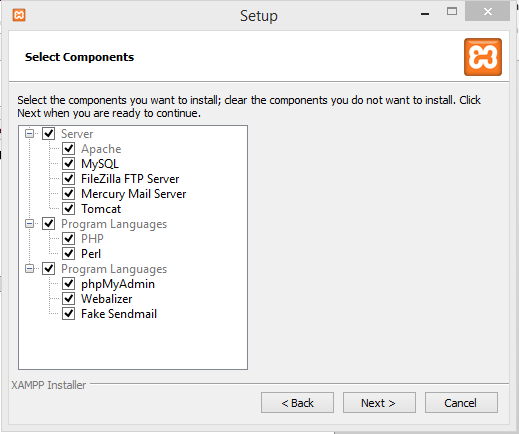 Setup
Select Components
Select the components you want to install; clear the components you do not want to install. Click
Next when you are ready to continue.
Server
Apache
MySQL
FileZilla FTP Server
Mercury Mail Server
Tomcat
Program Languages
PHP
Perl
Program Languages
phpMyAdmin
Webalizer
Fake Sendmail
XAMPP Installer
< Back
Next >
Cancel